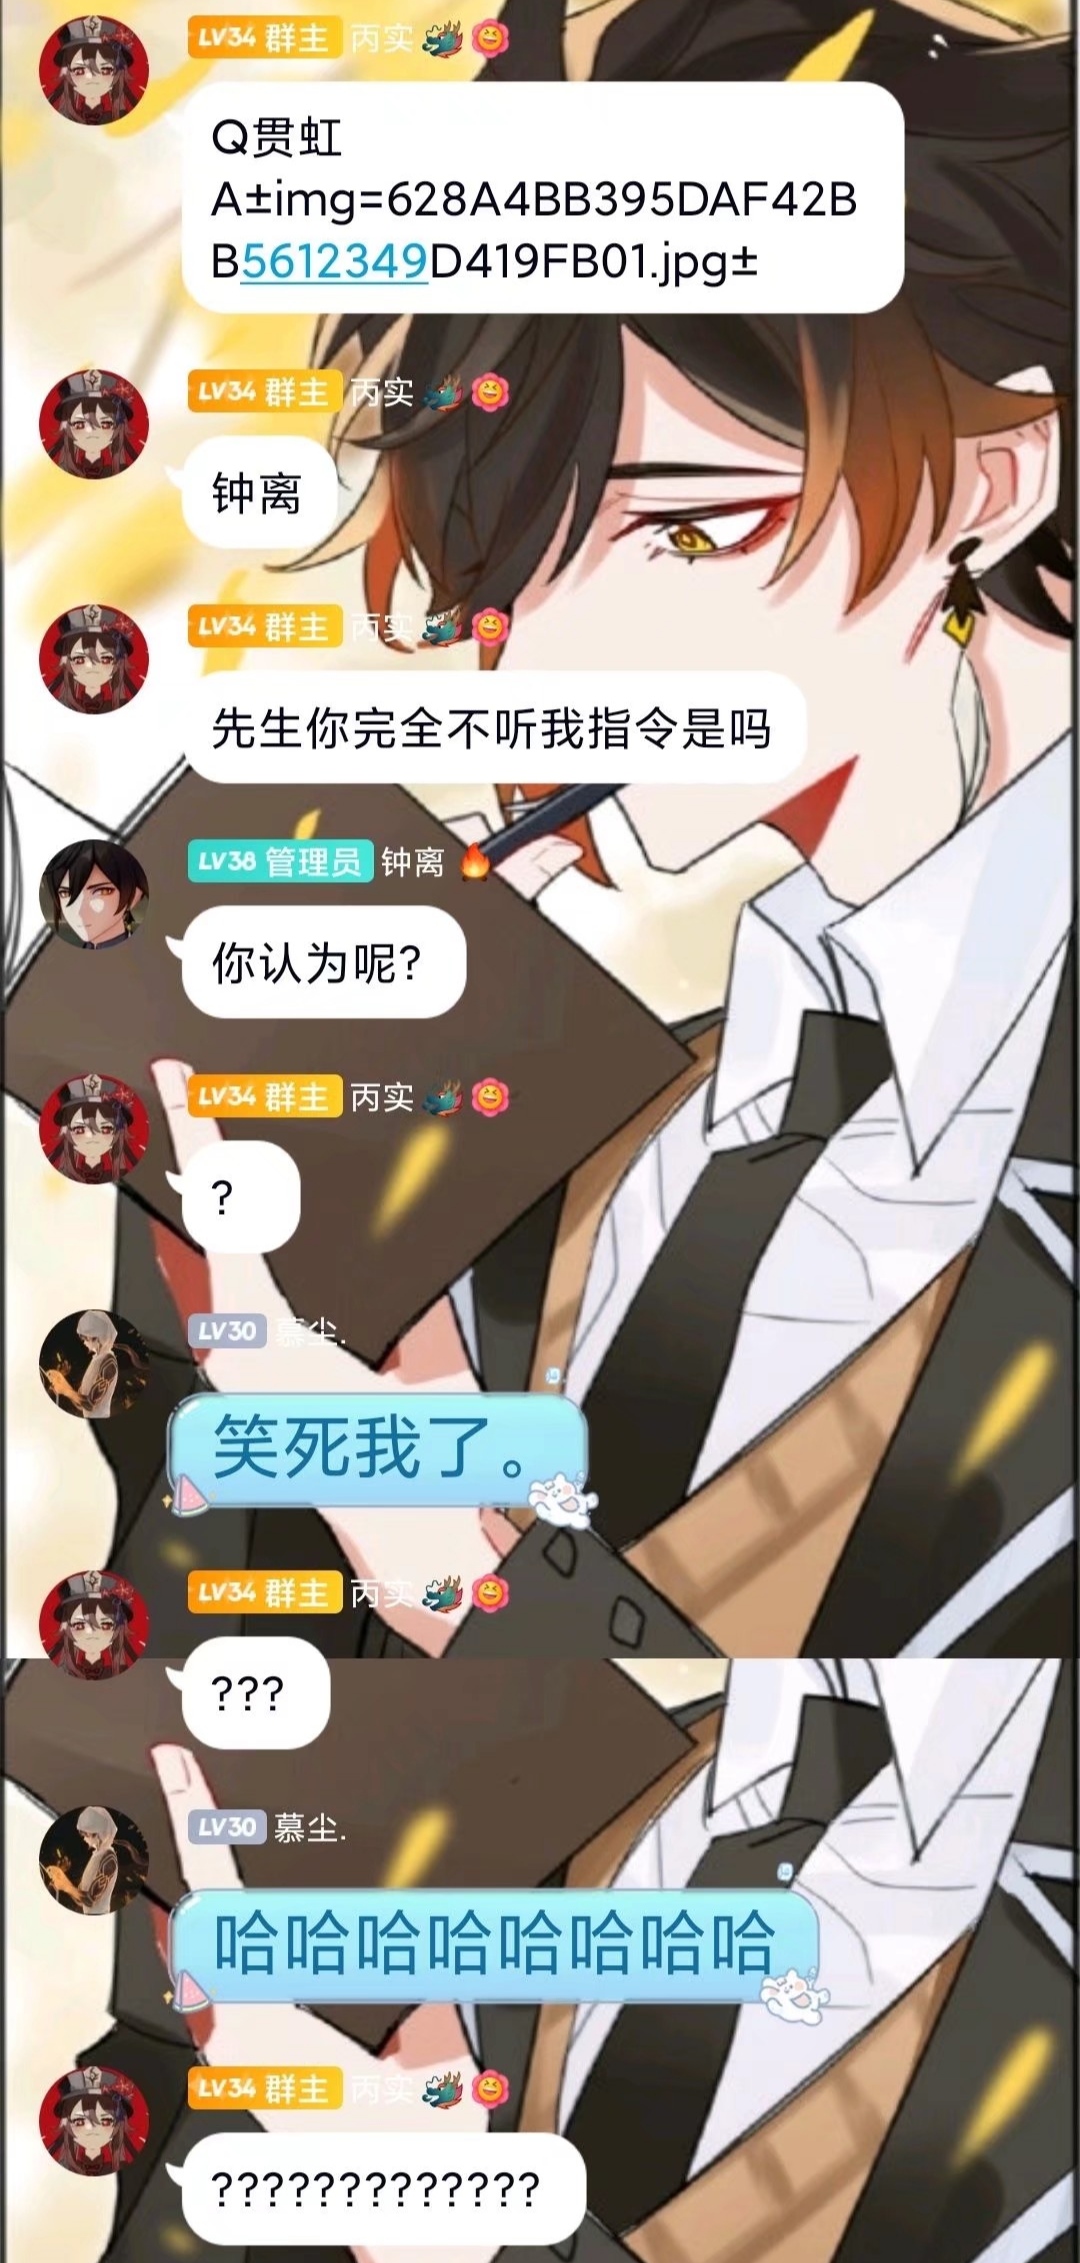 LV34 群主 丙实
Q贯虹
A±img=628A4BB395DAF42B
B5612349D419FB01.jpg±
LV34 群主 丙实
钟离
LV34 群主 丙实
先生你完全不听我指令是吗
LV38 管理员 钟离
你认为呢?
LV34 群主 丙实
?
LV30 慕尘.
笑死我了。
LV34 群主 丙实
???
LV30 慕尘.
哈哈哈哈哈哈哈哈
LV34 群主 丙实
?????????????